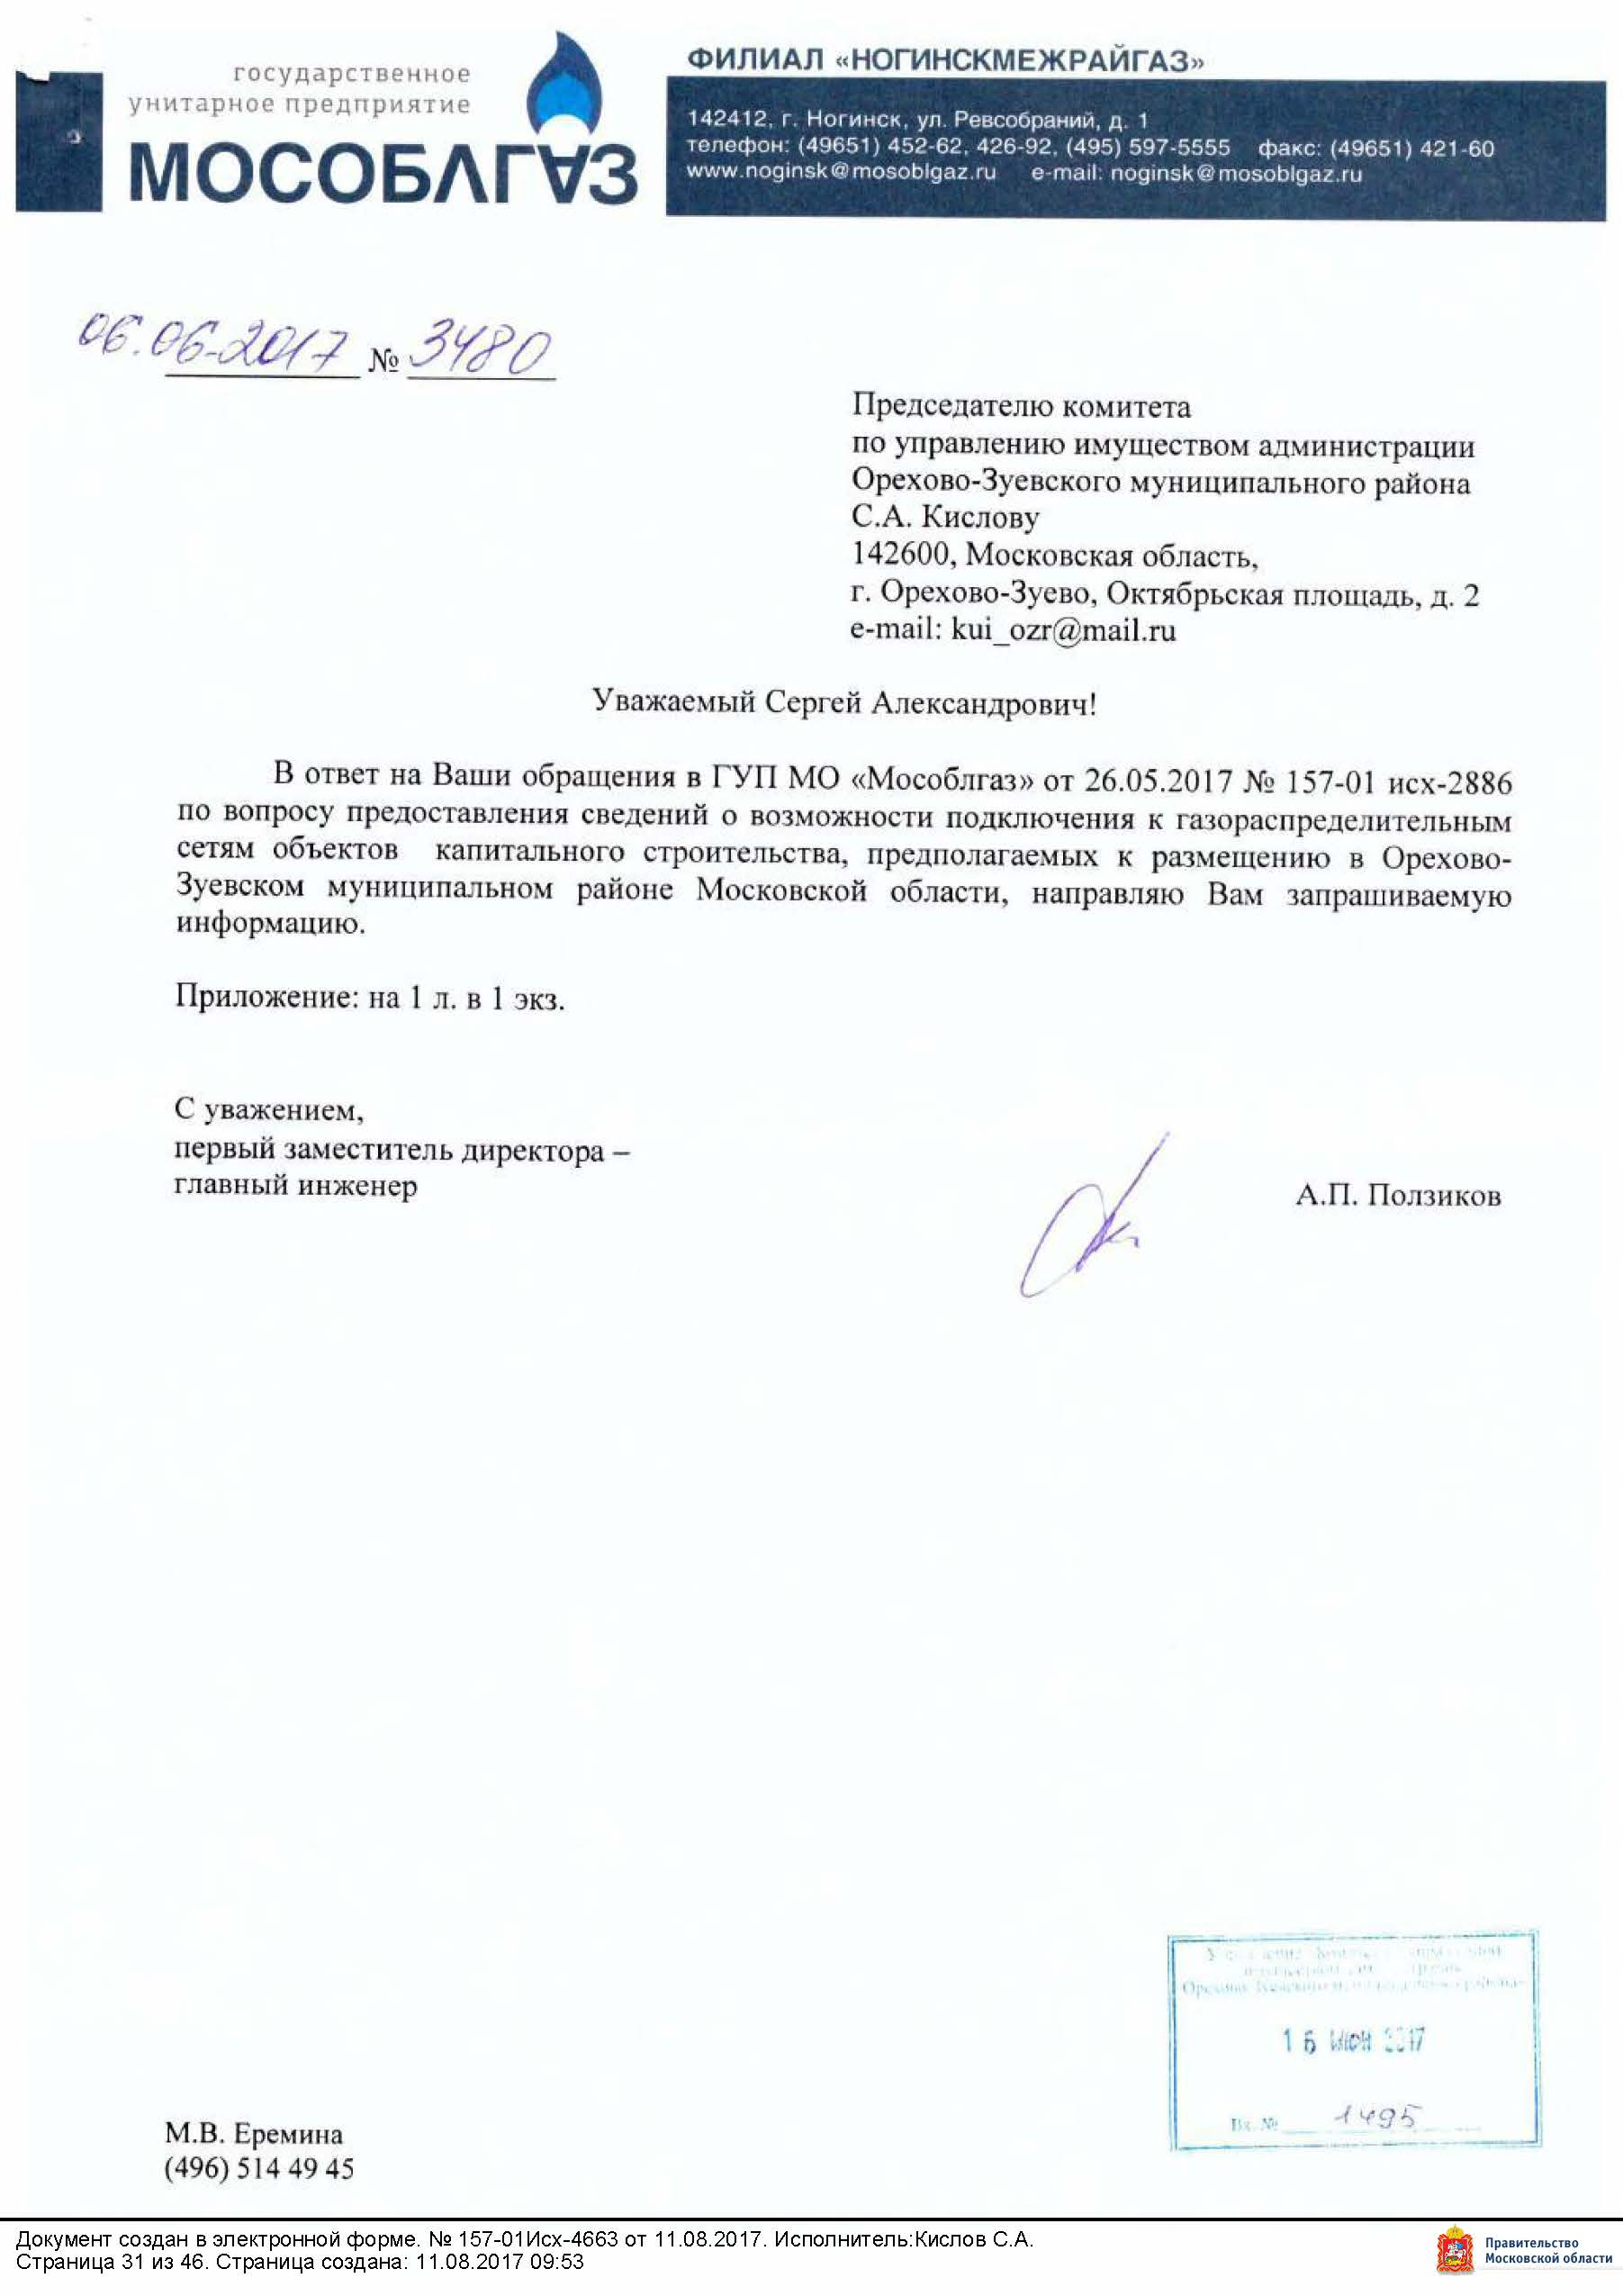 государственное
унитарное предприятие
МОСОБЛГАЗ
ФИЛИАЛ «НОГИНСКМЕЖРАЙГАЗ»
142412, г. Ногинск, ул. Ревсобраний, д. 1
телефон: (49651) 452-62, 426-92, (495) 597-5555 факс: (49651) 421-60
www.noginsk@mosoblgaz.ru e-mail: noginsk@mosoblgaz.ru
06.06.2017 № 3480
Председателю комитета
по управлению имуществом администрации
Орехово-Зуевского муниципального района
С.А. Кислову
142600, Московская область,
г. Орехово-Зуево, Октябрьская площадь, д. 2
e-mail: kui_ozr@mail.ru
Уважаемый Сергей Александрович!
В ответ на Ваши обращения в ГУП МО «Мособлгаз» от 26.05.2017 № 157-01 исх-2886
по вопросу предоставления сведений о возможности подключения к газораспределительным
сетям объектов капитального строительства, предполагаемых к размещению в Орехово-
Зуевском муниципальном районе Московской области, направляю Вам запрашиваемую
информацию.
Приложение: на 1 л. в 1 экз.
С уважением,
первый заместитель директора –
главный инженер
А.П. Ползиков
16 ИЮН 2017
Вх. № 1495
М.В. Еремина
(496) 514 49 45
Документ создан в электронной форме. № 157-01Исх-4663 от 11.08.2017. Исполнитель:Кислов С.А.
Страница 31 из 46. Страница создана: 11.08.2017 09:53
Правительство
Московской области